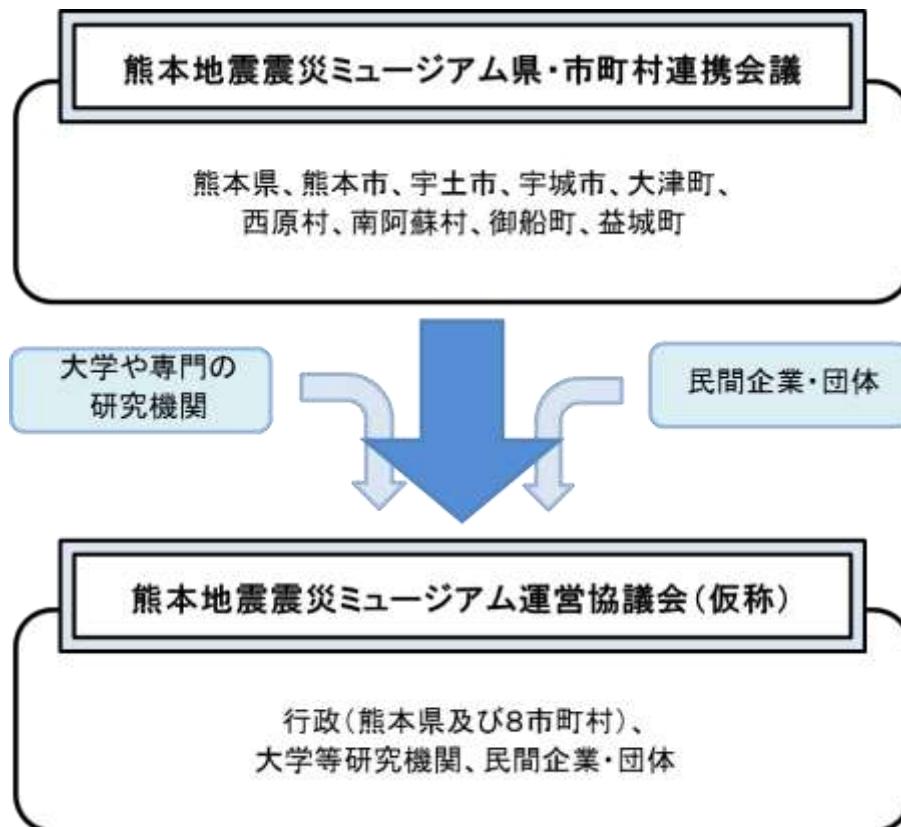 熊本地震震災ミュージアム県・市町村連携会議
熊本県、熊本市、宇土市、宇城市、大津町、
西原村、南阿蘇村、御船町、益城町
大学や専門の
研究機関
民間企業・団体
熊本地震震災ミュージアム運営協議会(仮称)
行政(熊本県及び8市町村)、
大学等研究機関、民間企業・団体